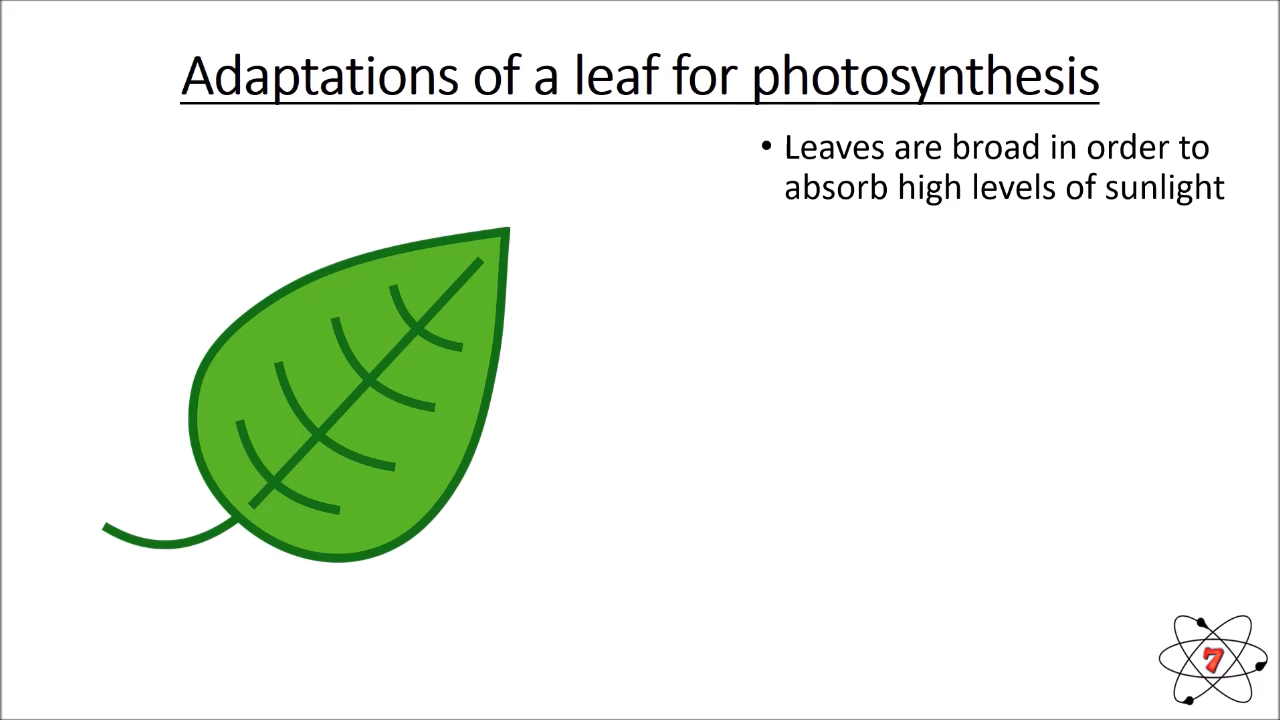 Adaptations of a leaf for photosynthesis
• Leaves are broad in order to
absorb high levels of sunlight
7